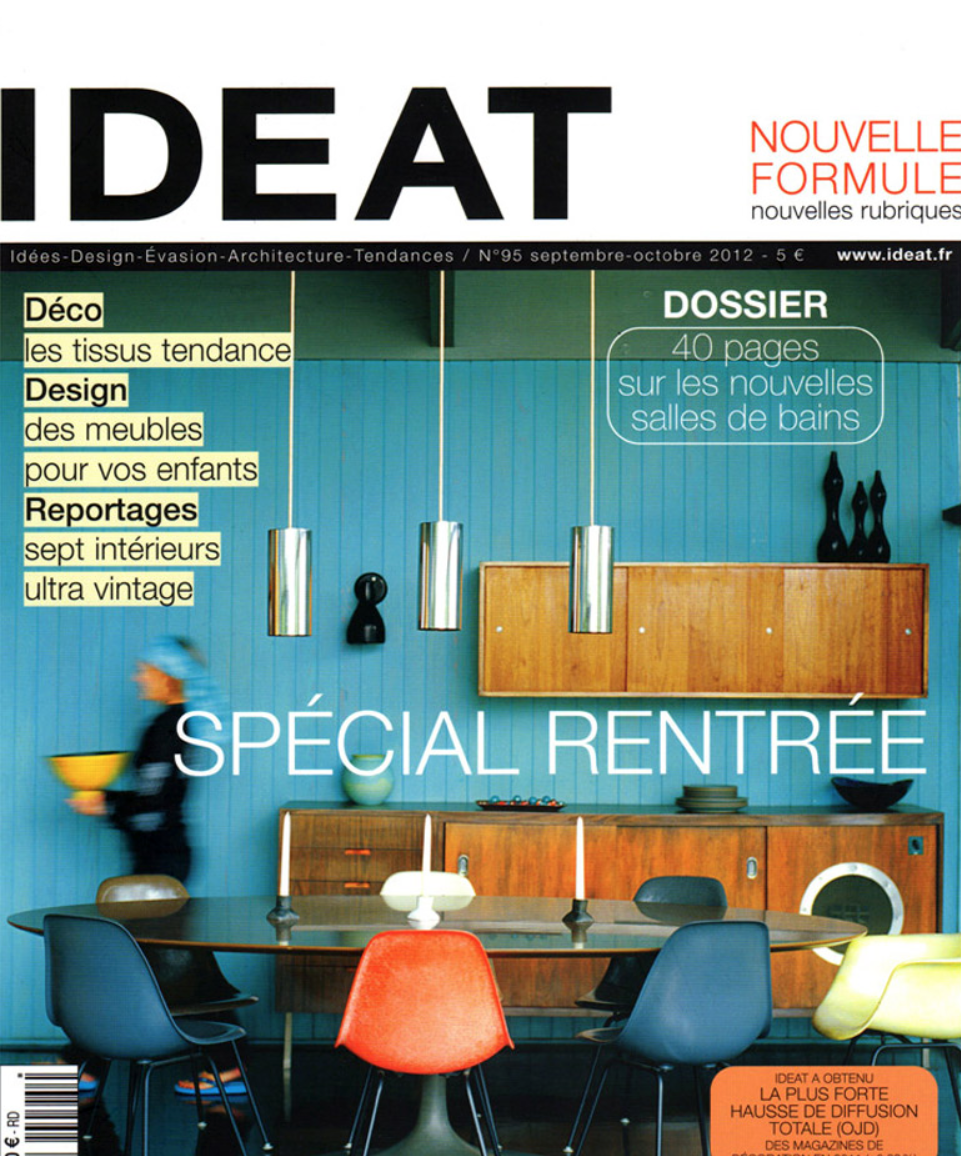 IDEAT
NOUVELLE
FORMULE
nouvelles rubriques
Idées-Design-Évasion-Architecture-Tendances / N°95 septembre-octobre 2012 - 5 € www.ideat.fr
Déco
les tissus tendance
Design
des meubles
pour vos enfants
Reportages
sept intérieurs
ultra vintage
DOSSIER
40 pages
sur les nouvelles
salles de bains
SPÉCIAL RENTRÉE
€ - RD
IDEAT A OBTENU
LA PLUS FORTE
HAUSSE DE DIFFUSION
TOTALE (OJD)
DES MAGAZINES DE